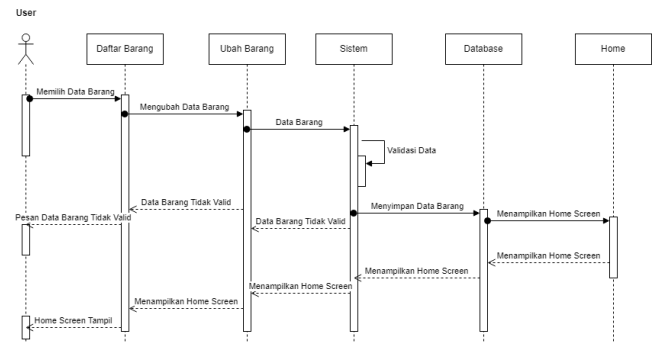 User
Daftar Barang
Ubah Barang
Sistem
Database
Home
Memilih Data Barang
Mengubah Data Barang
Data Barang
Validasi Data
Data Barang Tidak Valid
Menyimpan Data Barang
Pesan Data Barang Tidak Valid
Data Barang Tidak Valid
Menampilkan Home Screen
Menampilkan Home Screen
Menampilkan Home Screen
Menampilkan Home Screen
Menampilkan Home Screen
Home Screen Tampil